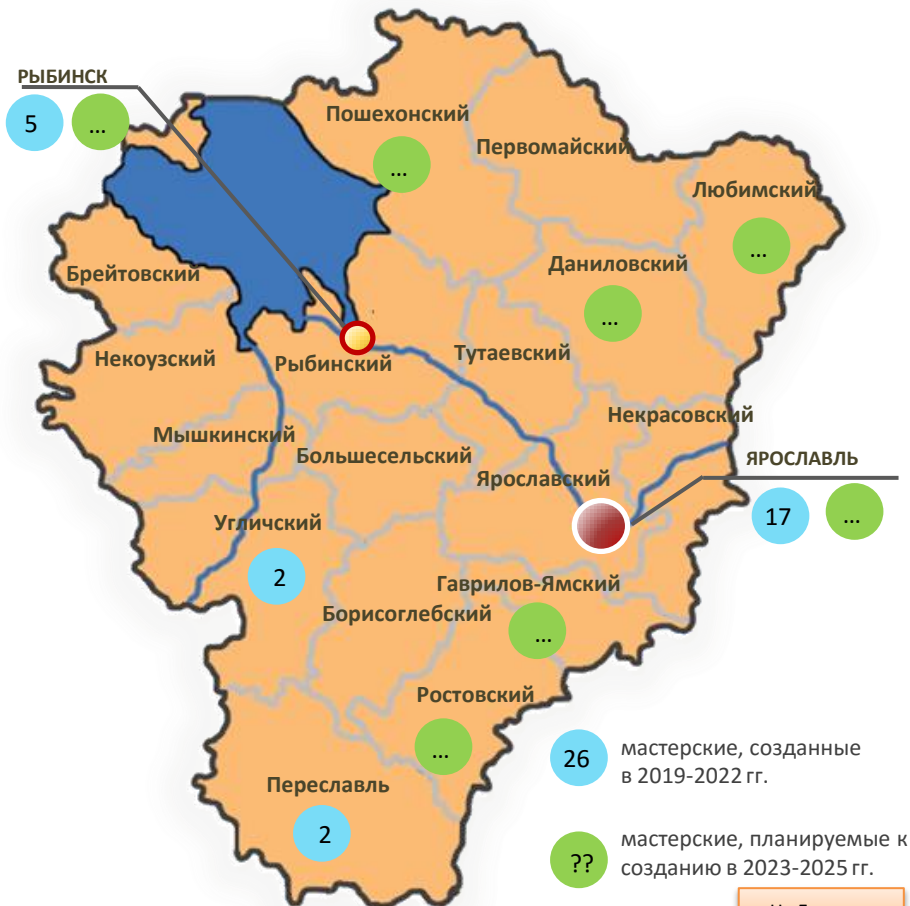 РЫБИНСК
5
...
Пошехонский
...
Первомайский
Любимский
...
Брейтовский
Даниловский
...
Некоузский
Рыбинский
Тутаевский
Мышкинский
Большесельский
Некрасовский
Ярославский
ЯРОСЛАВЛЬ
17
...
Угличский
2
Гаврилов-Ямский
...
Борисоглебский
Ростовский
...
Переславль
2
26
мастерские, созданные
в 2019-2022 гг.
??
мастерские, планируемые к
созданию в 2023-2025 гг.